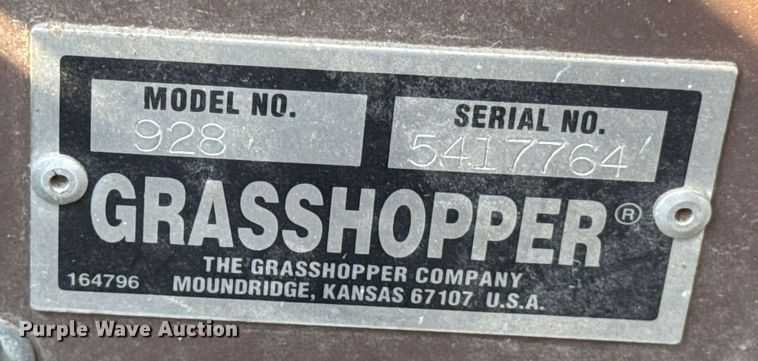 MODEL NO.
928
SERIAL NO.
5417764
GRASSHOPPER®
THE GRASSHOPPER COMPANY
164796
MOUNDRIDGE, KANSAS 67107 U.S.A.
Purple Wave Auction